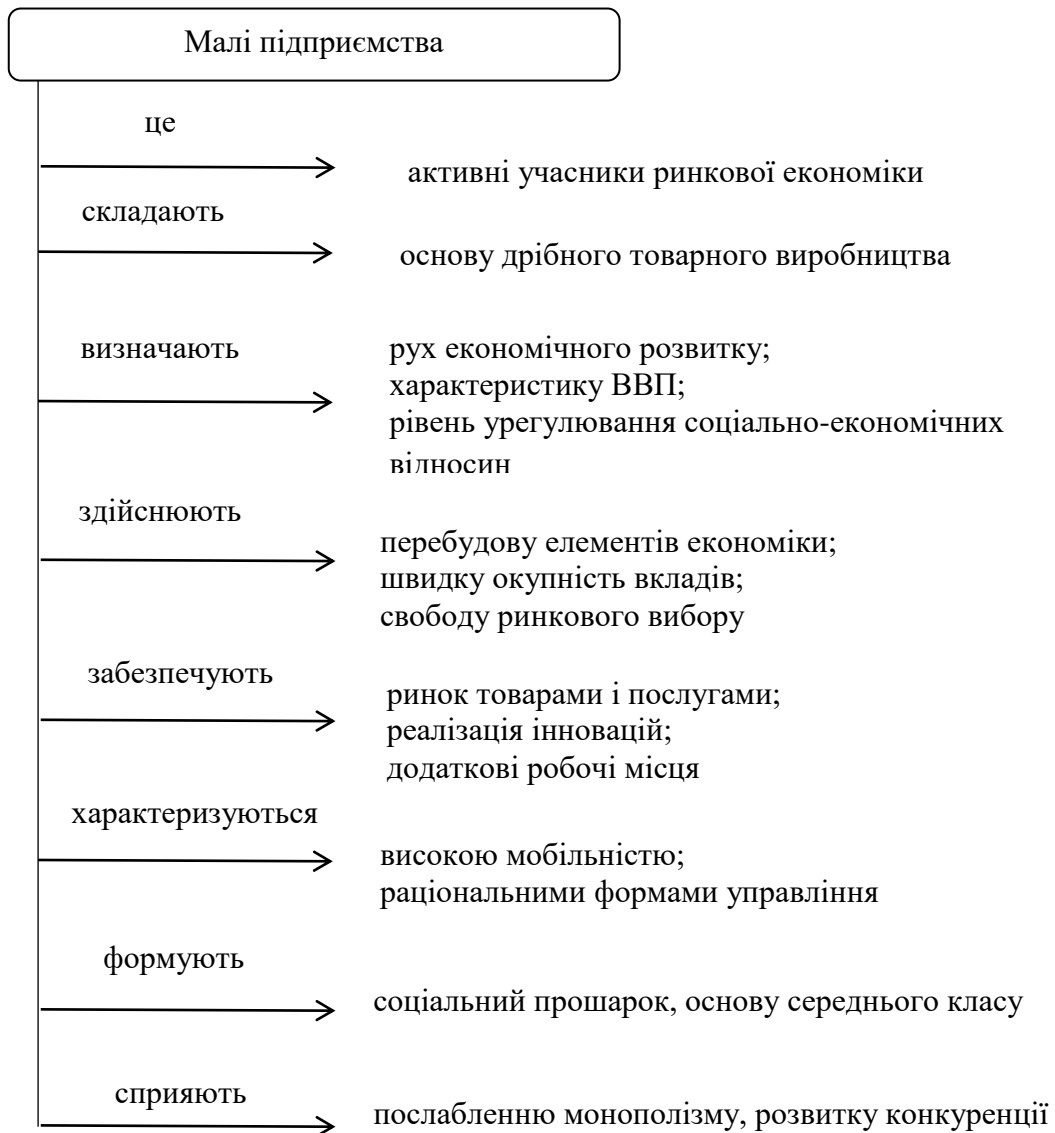 Малі підприємства
це
активні учасники ринкової економіки
складають
основу дрібного товарного виробництва
визначають
рух економічного розвитку;
характеристику ВВП;
рівень урегулювання соціально-економічних
відносин
здійснюють
перебудову елементів економіки;
швидку окупність вкладів;
свободу ринкового вибору
забезпечують
ринок товарами і послугами;
реалізація інновацій;
додаткові робочі місця
характеризуються
високою мобільністю;
раціональними формами управління
формують
соціальний прошарок, основу середнього класу
сприяють
послабленню монополізму, розвитку конкуренції